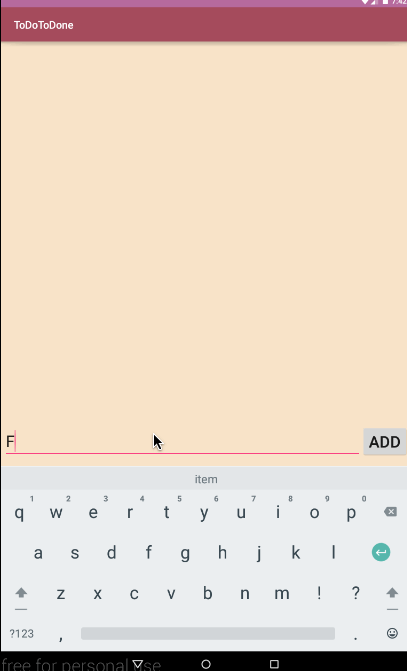 7:42
ToDoToDone
F
ADD
item
1 2 3 4 5 6 7 8 9 0
q w e r t y u i o p
a s d f g h j k l
z x c v b n m ! ?
?123 , .
free for personal use